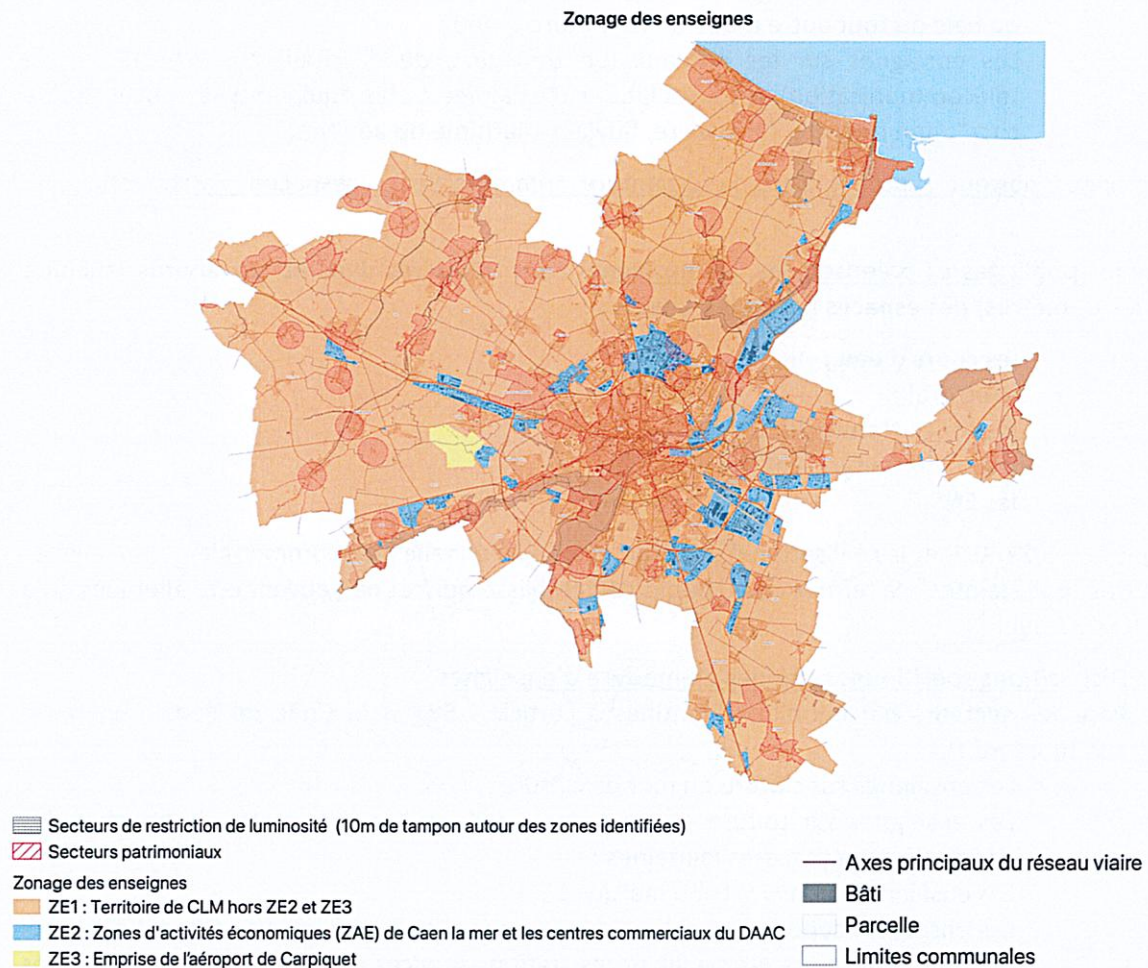 Zonage des enseignes
Secteurs de restriction de luminosité (10m de tampon autour des zones identifiées)
Secteurs patrimoniaux
Zonage des enseignes
ZE1 : Territoire de CLM hors ZE2 et ZE3
ZE2 : Zones d'activités économiques (ZAE) de Caen la mer et les centres commerciaux du DAAC
ZE3 : Emprise de l'aéroport de Carpiquet
Axes principaux du réseau viaire
Bâti
Parcelle
Limites communales